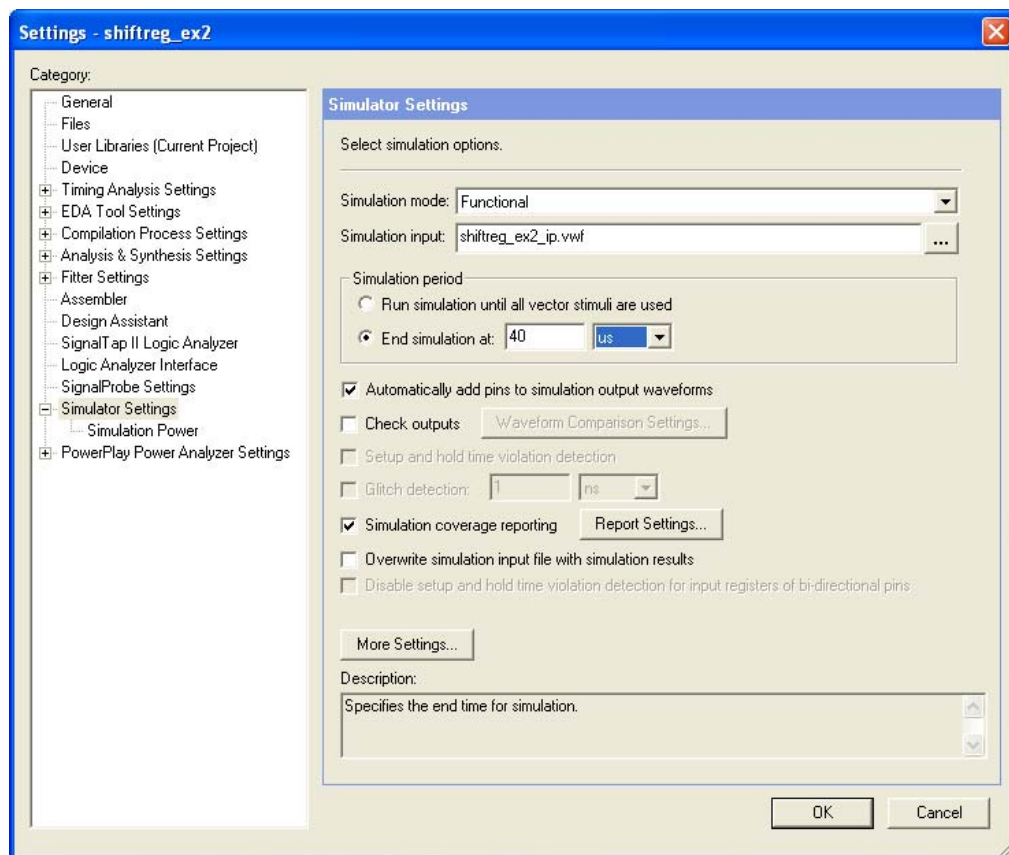 Settings - shiftreg_ex2
Category:
General
Files
User Libraries (Current Project)
Device
Timing Analysis Settings
EDA Tool Settings
Compilation Process Settings
Analysis & Synthesis Settings
Fitter Settings
Assembler
Design Assistant
SignalTap II Logic Analyzer
Logic Analyzer Interface
SignalProbe Settings
Simulator Settings
Simulation Power
PowerPlay Power Analyzer Settings
Simulator Settings
Select simulation options.
Simulation mode: Functional
Simulation input: shiftreg_ex2_ip.vwf ...
Simulation period
Run simulation until all vector stimuli are used
End simulation at: 40 us
Automatically add pins to simulation output waveforms
Check outputs Waveform Comparison Settings...
Setup and hold time violation detection
Glitch detection: 1 ns
Simulation coverage reporting Report Settings...
Overwrite simulation input file with simulation results
Disable setup and hold time violation detection for input registers of bi-directional pins
More Settings...
Description:
Specifies the end time for simulation.
OK Cancel